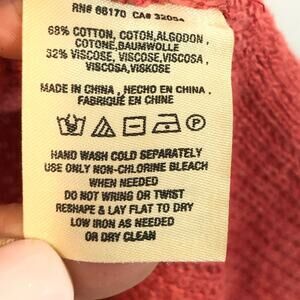 RN# 66170 CA# 32054
68% COTTON, COTON, ALGODON,
COTONE, BAUMWOLLE
32% VISCOSE, VISCOSE, VISCOSA,
VISCOSA, VISKOSE
MADE IN CHINA, HECHO EN CHINA,
FABRIQUÉ EN CHINE
P
HAND WASH COLD SEPARATELY
USE ONLY NON-CHLORINE BLEACH
WHEN NEEDED
DO NOT WRING OR TWIST
RESHAPE & LAY FLAT TO DRY
LOW IRON AS NEEDED
OR DRY CLEAN